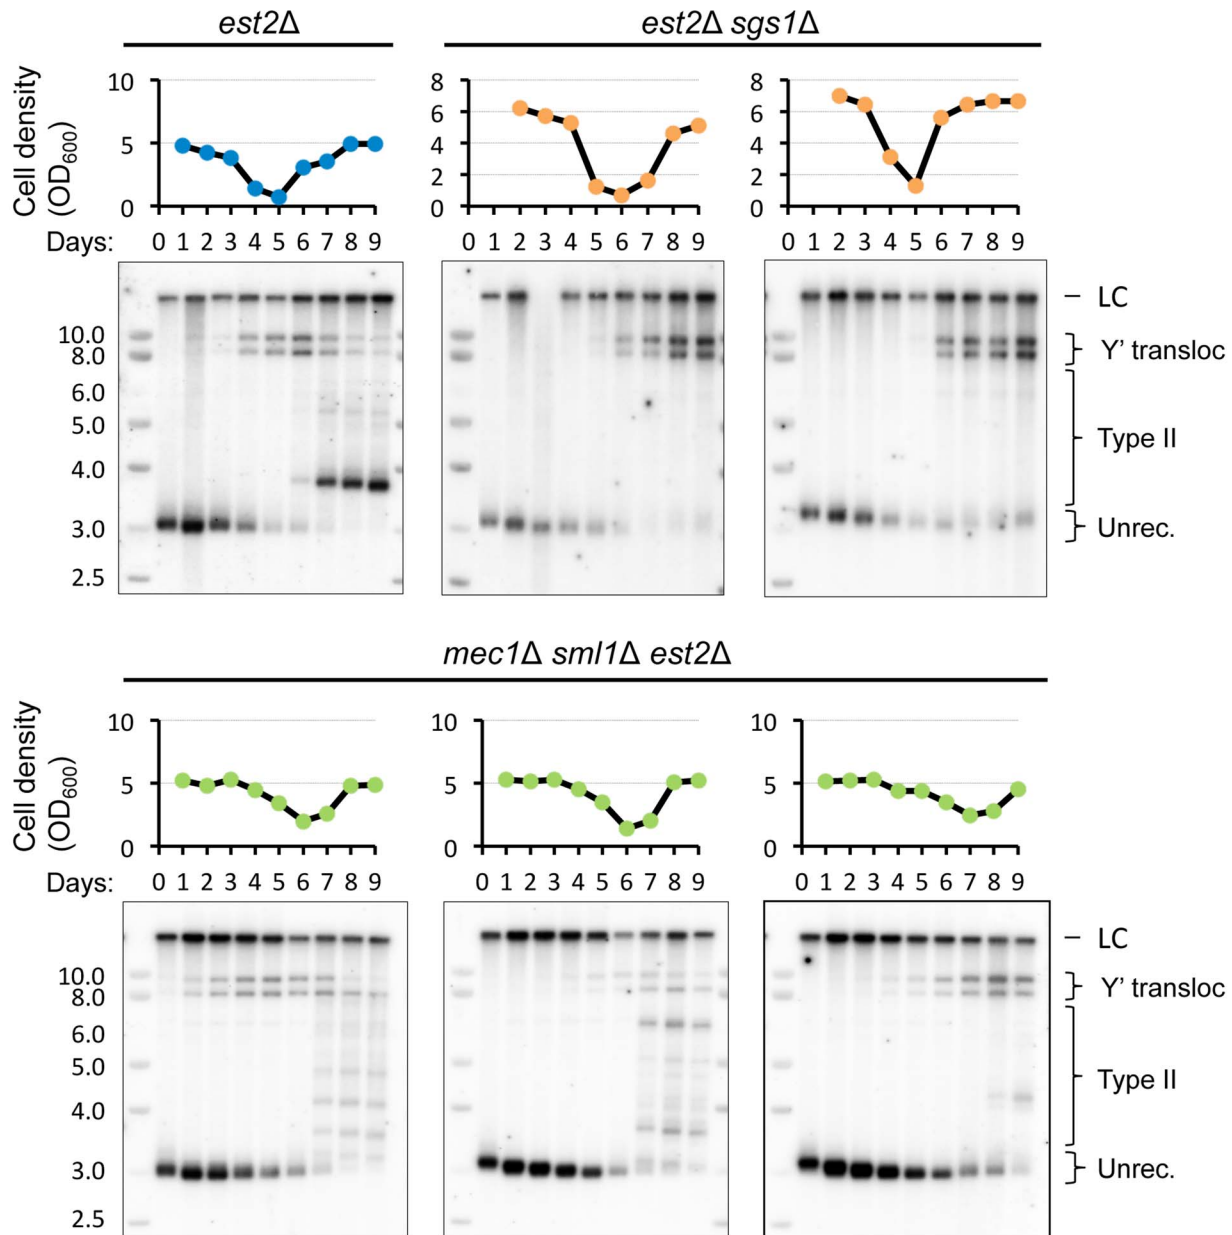 est2Δ
est2Δ sgs1Δ
Cell density
(OD600)
10
5
0
8
6
4
2
0
8
6
4
2
0
Days: 0 1 2 3 4 5 6 7 8 9
0 1 2 3 4 5 6 7 8 9
0 1 2 3 4 5 6 7 8 9
10.0
8.0
6.0
5.0
4.0
3.0
2.5
LC
Y' transloc
Type II
Unrec.
mec1Δ sml1Δ est2Δ
Cell density
(OD600)
10
5
0
10
5
0
10
5
0
Days: 0 1 2 3 4 5 6 7 8 9
0 1 2 3 4 5 6 7 8 9
0 1 2 3 4 5 6 7 8 9
10.0
8.0
6.0
5.0
4.0
3.0
2.5
LC
Y' transloc
Type II
Unrec.